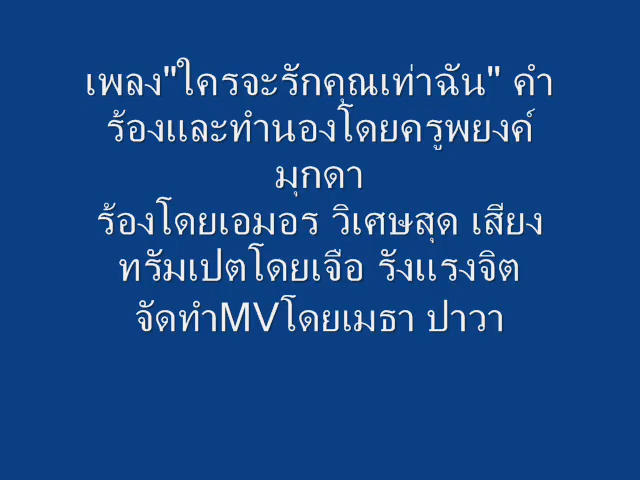 เพลง"ใครจะรักคุณเท่าฉัน" คำ
ร้องและทำนองโดยครูพยงค์
มุกดา
ร้องโดยเอมอร วิเศษสุด เสียง
ทรัมเปตโดยเจือ รังแรงจิต
จัดทำMVโดยเมธา ปาวา